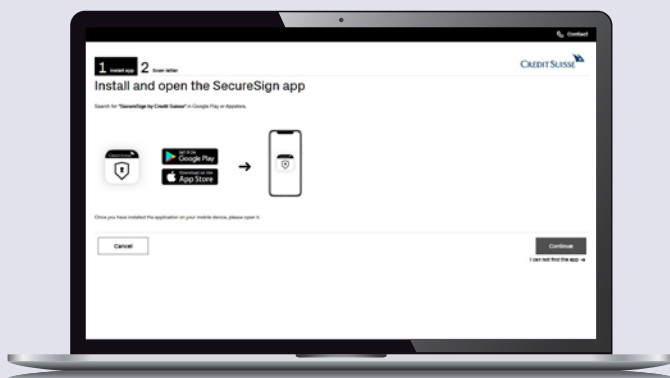 Contact
1 Install app 2 Scan letter
CREDIT SUISSE
Install and open the SecureSign app
Search for "SecureSign by Credit Suisse" in Google Play or Appstore.
GET IT ON
Google Play
Download on the
App Store
Once you have installed the application on your mobile device, please open it.
Cancel
Continue
I can not find the app →